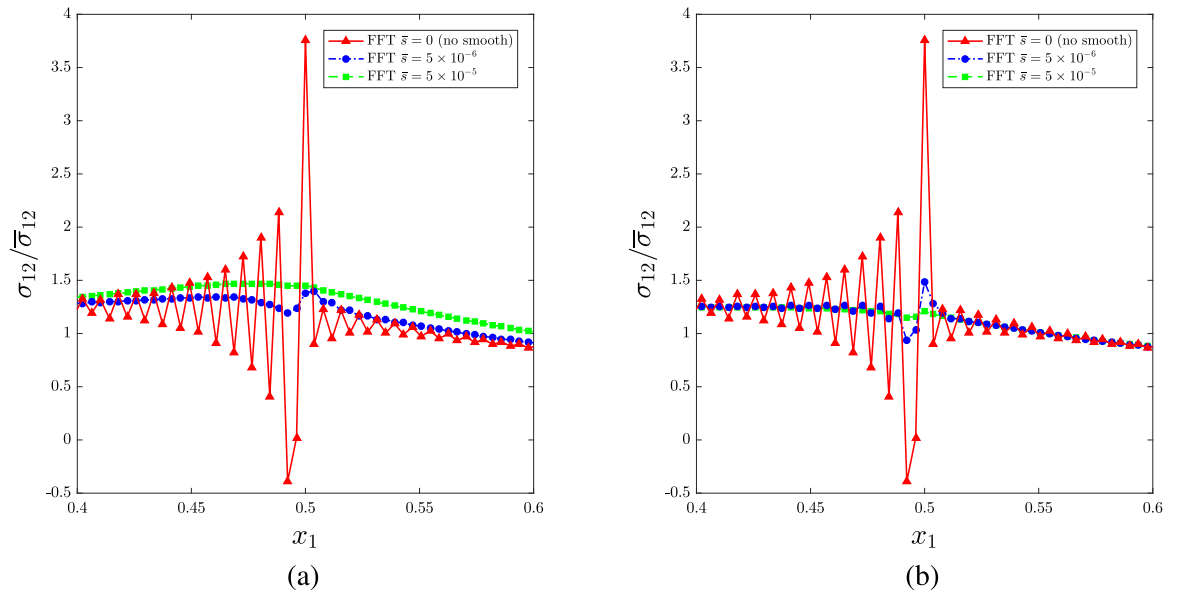 4
3.5
3
2.5
2
1.5
1
0.5
0
-0.5
σ₁₂/σ̅₁₂
FFT s̅ = 0 (no smooth)
FFT s̅ = 5 × 10⁻⁶
FFT s̅ = 5 × 10⁻⁵
0.4 0.45 0.5 0.55 0.6
x₁
(a)
4
3.5
3
2.5
2
1.5
1
0.5
0
-0.5
σ₁₂/σ̅₁₂
FFT s̅ = 0 (no smooth)
FFT s̅ = 5 × 10⁻⁶
FFT s̅ = 5 × 10⁻⁵
0.4 0.45 0.5 0.55 0.6
x₁
(b)